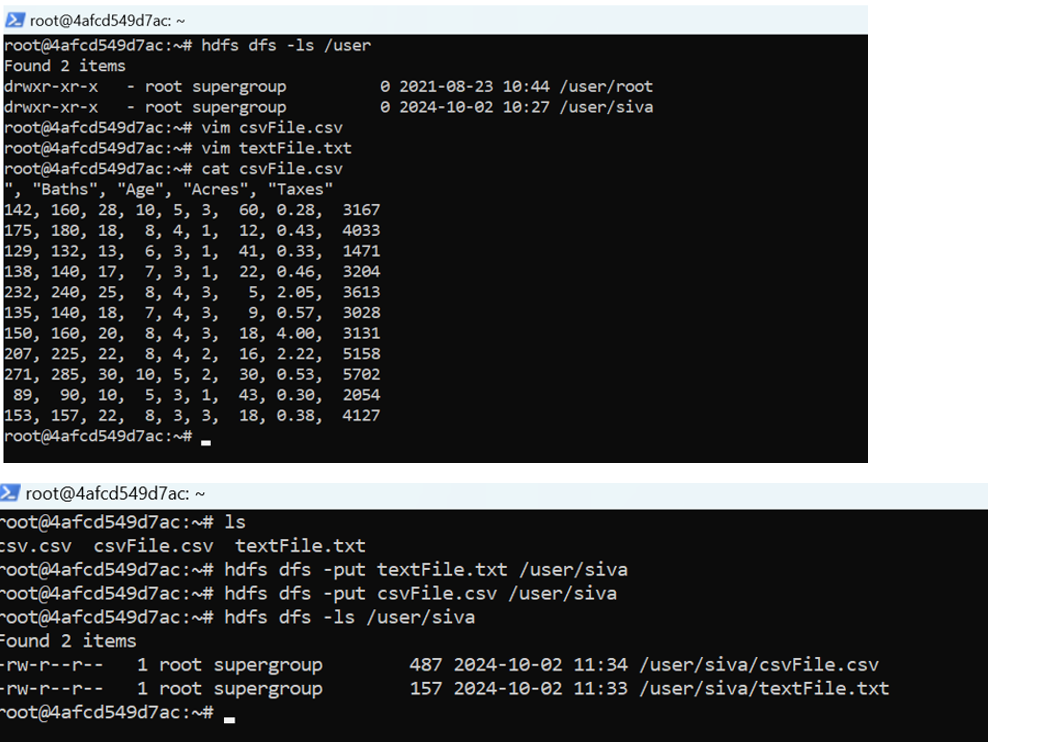 root@4afcd549d7ac: ~
root@4afcd549d7ac:~# hdfs dfs -ls /user
Found 2 items
drwxr-xr-x   - root supergroup          0 2021-08-23 10:44 /user/root
drwxr-xr-x   - root supergroup          0 2024-10-02 10:27 /user/siva
root@4afcd549d7ac:~# vim csvFile.csv
root@4afcd549d7ac:~# vim textFile.txt
root@4afcd549d7ac:~# cat csvFile.csv
", "Baths", "Age", "Acres", "Taxes"
142, 160, 28, 10, 5, 3,  60, 0.28,  3167
175, 180, 18,  8, 4, 1,  12, 0.43,  4033
129, 132, 13,  6, 3, 1,  41, 0.33,  1471
138, 140, 17,  7, 3, 1,  22, 0.46,  3204
232, 240, 25,  8, 4, 3,   5, 2.05,  3613
135, 140, 18,  7, 4, 3,   9, 0.57,  3028
150, 160, 20,  8, 4, 3,  18, 4.00,  3131
207, 225, 22,  8, 4, 2,  16, 2.22,  5158
271, 285, 30, 10, 5, 2,  30, 0.53,  5702
 89,  90, 10,  5, 3, 1,  43, 0.30,  2054
153, 157, 22,  8, 3, 3,  18, 0.38,  4127
root@4afcd549d7ac:~#
root@4afcd549d7ac: ~
root@4afcd549d7ac:~# ls
csv.csv  csvFile.csv  textFile.txt
root@4afcd549d7ac:~# hdfs dfs -put textFile.txt /user/siva
root@4afcd549d7ac:~# hdfs dfs -put csvFile.csv /user/siva
root@4afcd549d7ac:~# hdfs dfs -ls /user/siva
Found 2 items
-rw-r--r--   1 root supergroup        487 2024-10-02 11:34 /user/siva/csvFile.csv
-rw-r--r--   1 root supergroup        157 2024-10-02 11:33 /user/siva/textFile.txt
root@4afcd549d7ac:~#